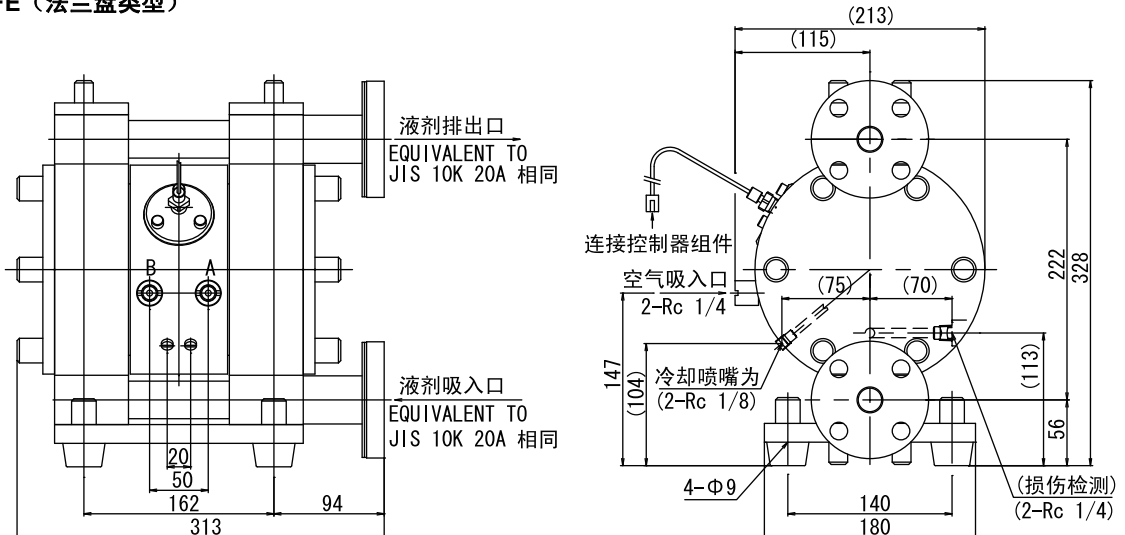 FE（法兰盘类型）
液剂排出口
EQUIVALENT TO
JIS 10K 20A 相同
B A
液剂吸入口
EQUIVALENT TO
JIS 10K 20A 相同
20
50
162
94
313
(213)
(115)
连接控制器组件
空气吸入口
2-Rc 1/4
(75)
(70)
222
328
147
(104)
冷却喷嘴为
(2-Rc 1/8)
(113)
56
4-Φ9
140
180
(损伤检测)
(2-Rc 1/4)